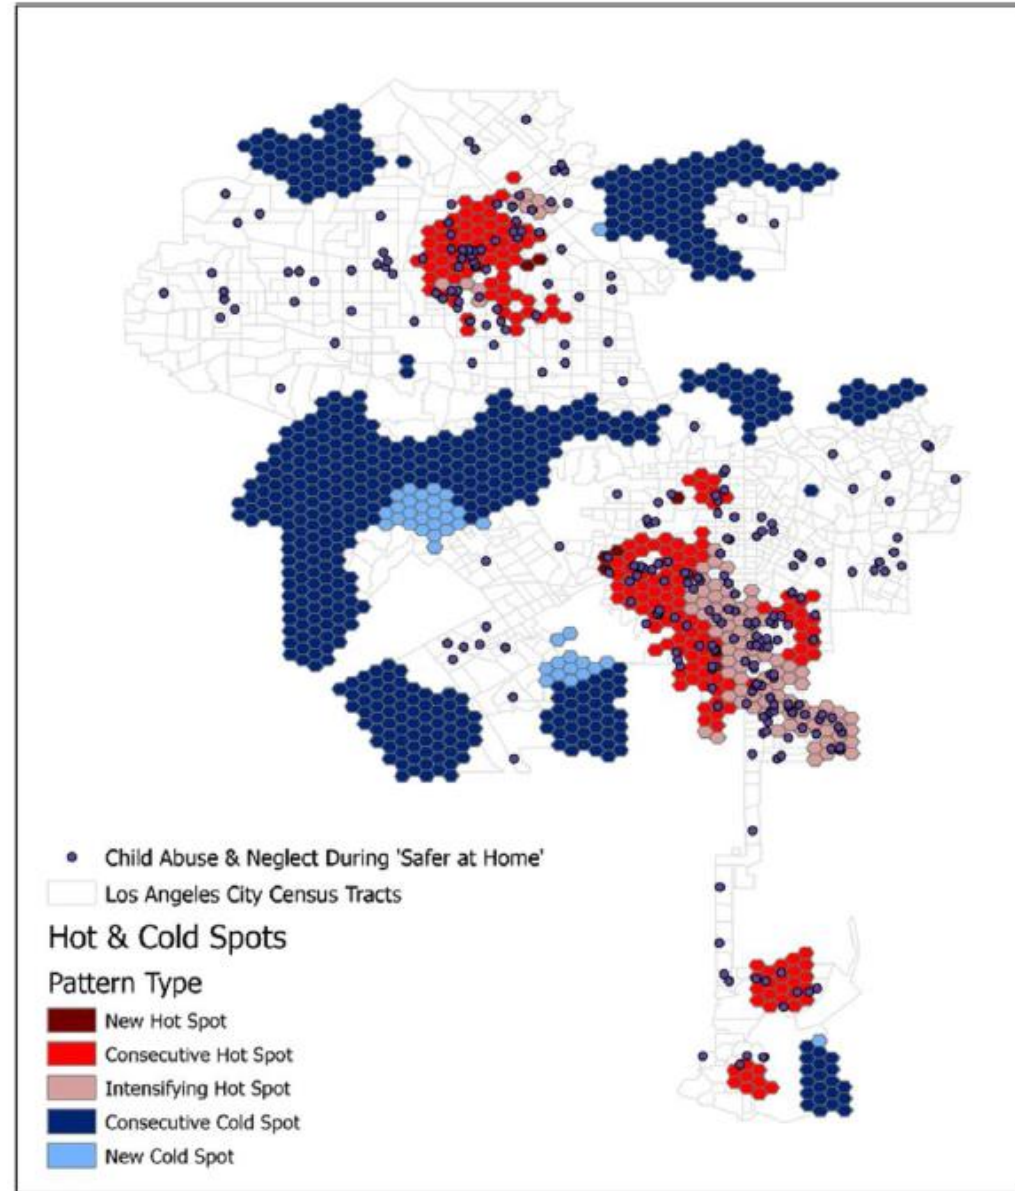 Child Abuse & Neglect During 'Safer at Home'
Los Angeles City Census Tracts
Hot & Cold Spots
Pattern Type
New Hot Spot
Consecutive Hot Spot
Intensifying Hot Spot
Consecutive Cold Spot
New Cold Spot